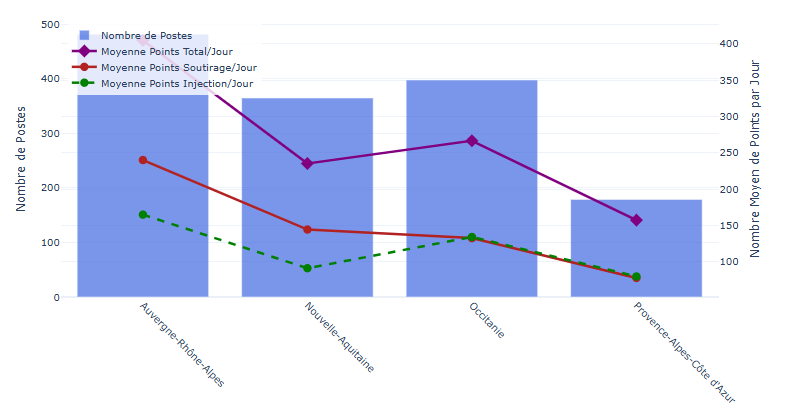 Nombre de Postes
Moyenne Points Total/Jour
Moyenne Points Soutirage/Jour
Moyenne Points Injection/Jour
500
400
300
200
100
0
Nombre de Postes
400
350
300
250
200
150
100
Nombre Moyen de Points par Jour
Auvergne-Rhône-Alpes
Nouvelle-Aquitaine
Occitanie
Provence-Alpes-Côte d'Azur